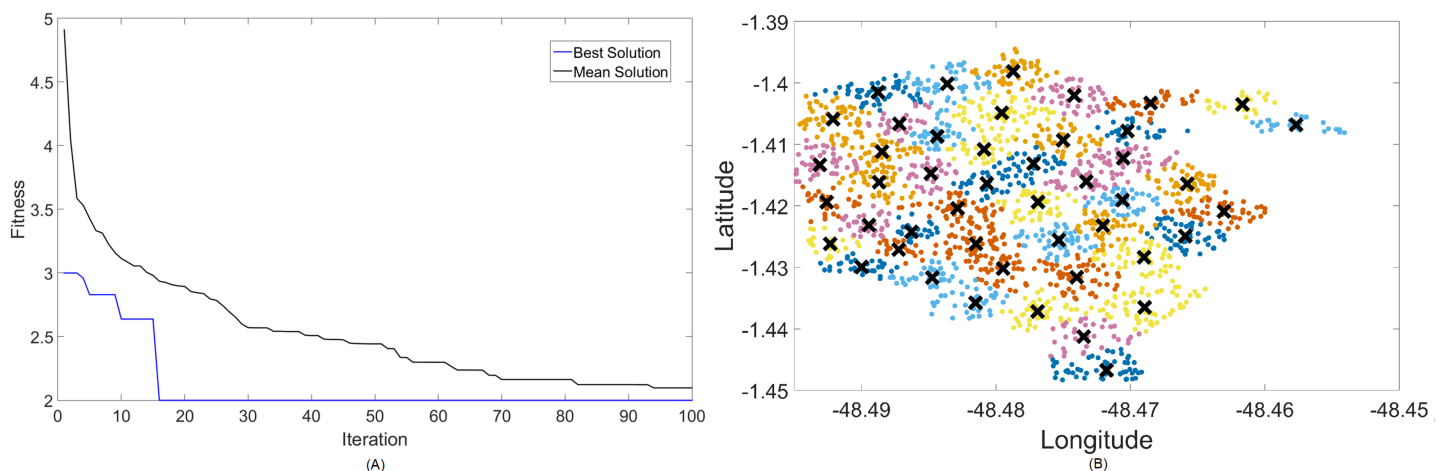 5
4.5
4
3.5
3
2.5
2
Fitness
0 10 20 30 40 50 60 70 80 90 100
Iteration
Best Solution
Mean Solution
(A)
-1.39
-1.4
-1.41
-1.42
-1.43
-1.44
-1.45
Latitude
-48.49 -48.48 -48.47 -48.46 -48.45
Longitude
(B)